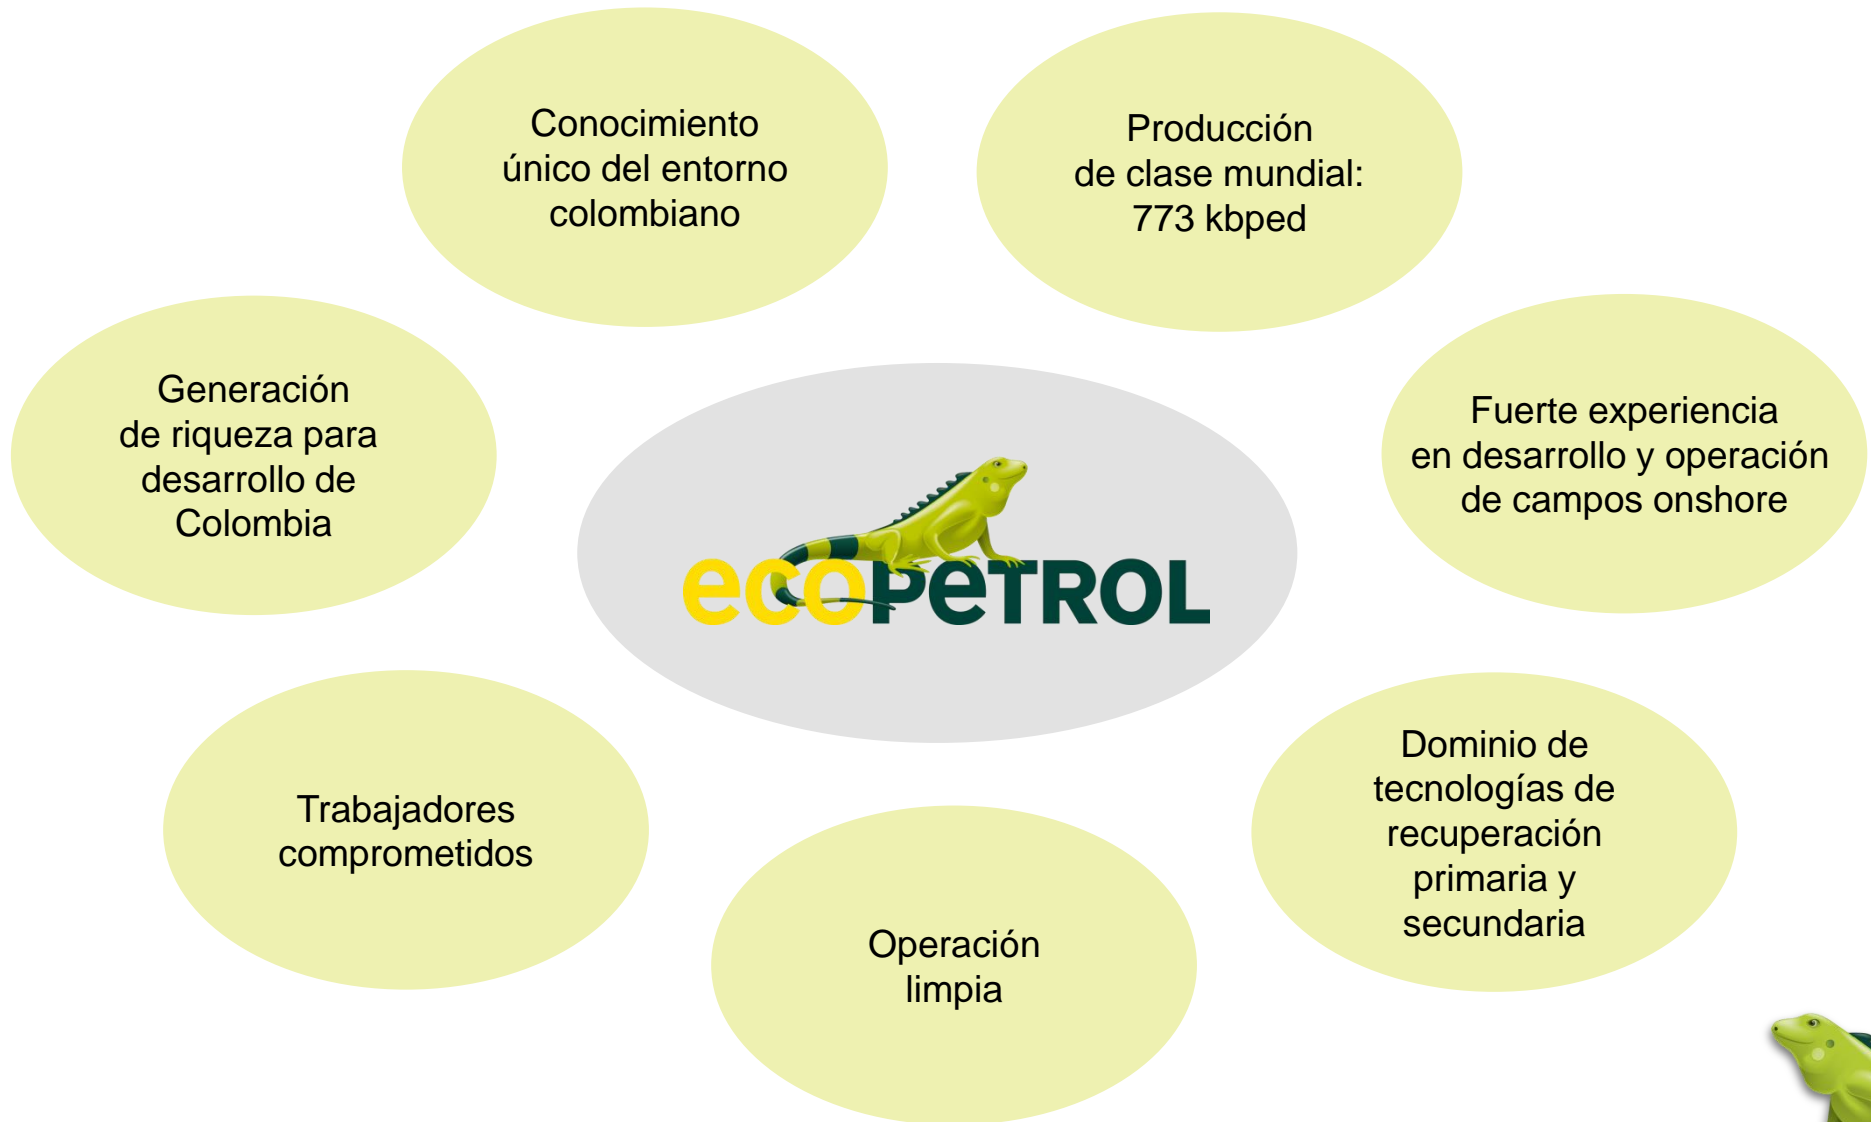 Conocimiento
único del entorno
colombiano
Producción
de clase mundial:
773 kbped
Generación
de riqueza para
desarrollo de
Colombia
Fuerte experiencia
en desarrollo y operación
de campos onshore
ecoPeTROL
Trabajadores
comprometidos
Dominio de
tecnologías de
recuperación
primaria y
secundaria
Operación
limpia